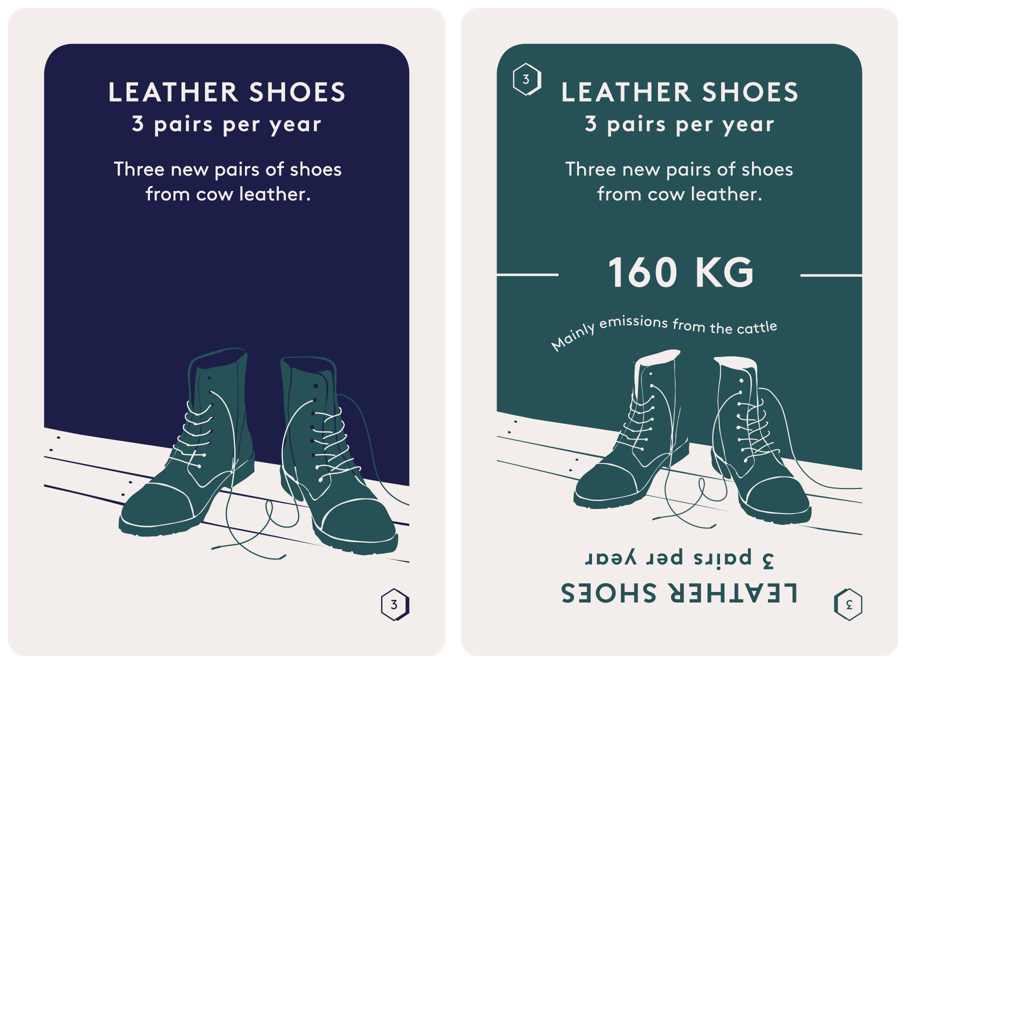 LEATHER SHOES
3 pairs per year
Three new pairs of shoes
from cow leather.
3
3
LEATHER SHOES
3 pairs per year
Three new pairs of shoes
from cow leather.
160 KG
Mainly emissions from the cattle
3 pairs per year
LEATHER SHOES
3